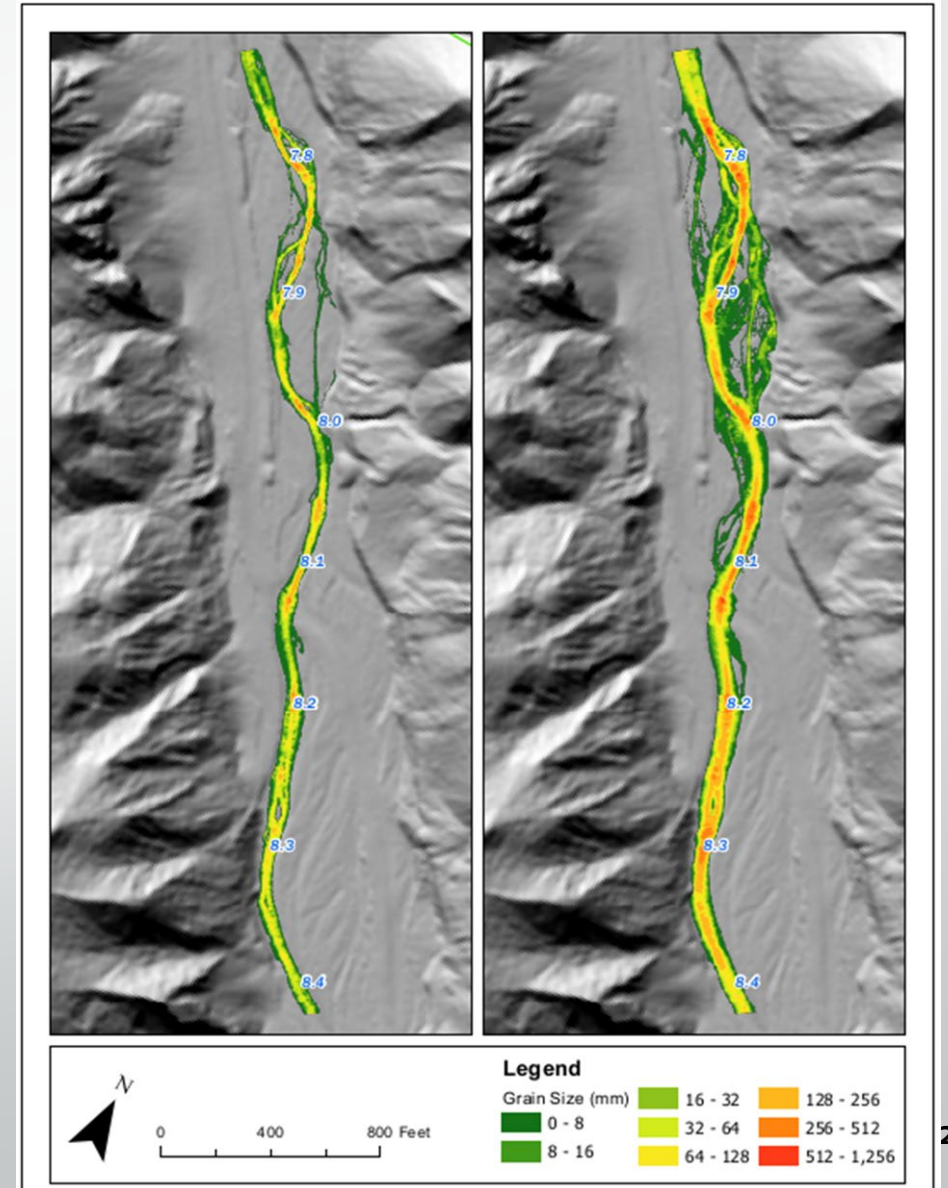 7.8
7.9
8.0
8.1
8.2
8.3
8.4
7.8
7.9
8.0
8.1
8.2
8.3
8.4
N
0 400 800 Feet
Legend
Grain Size (mm)
0 - 8
8 - 16
16 - 32
32 - 64
64 - 128
128 - 256
256 - 512
512 - 1,256
2